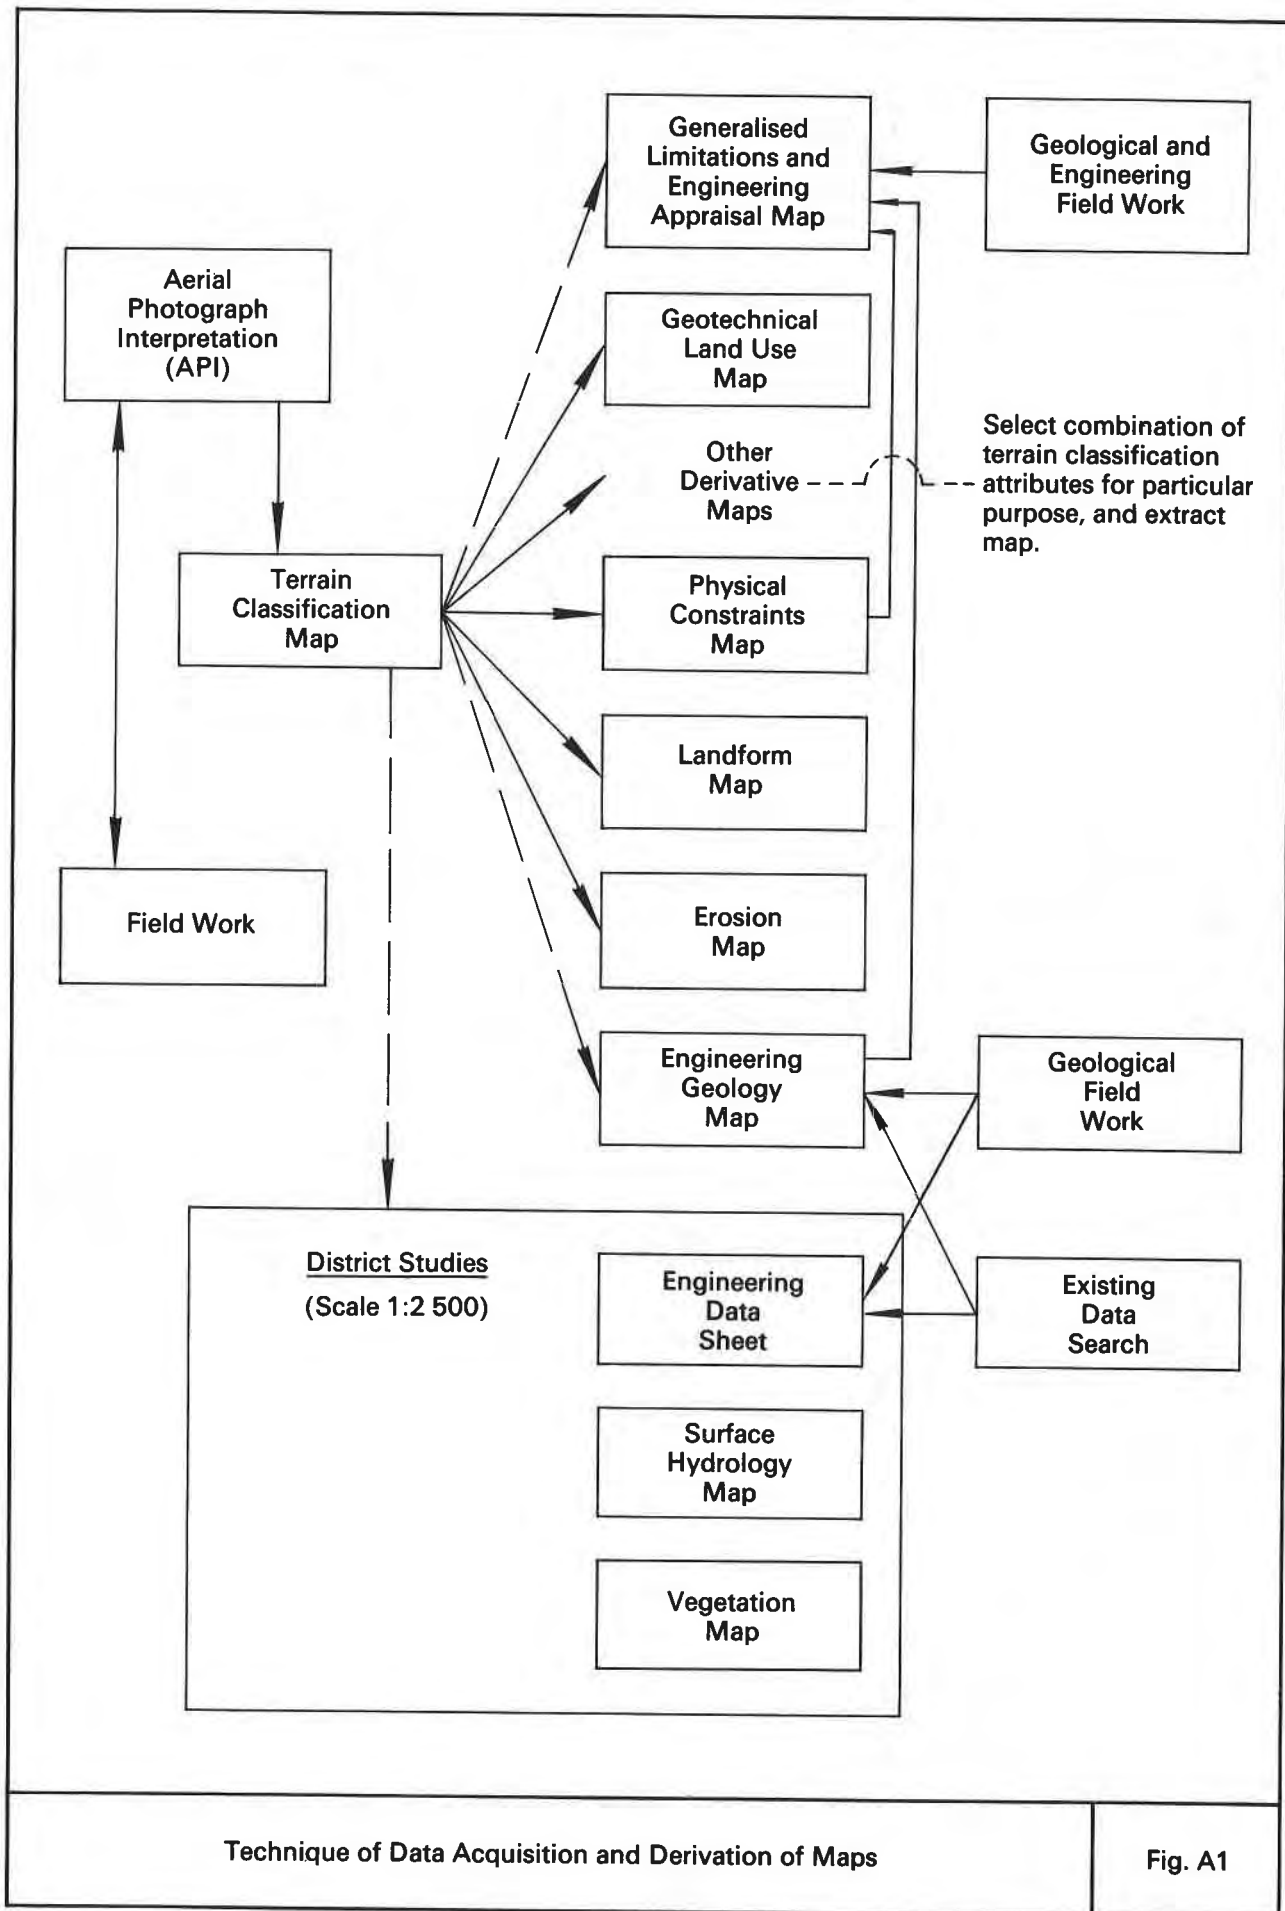 Generalised
Limitations and
Engineering
Appraisal Map
Geological and
Engineering
Field Work
Aerial
Photograph
Interpretation
(API)
Geotechnical
Land Use
Map
Other
Derivative
Maps
Select combination of
terrain classification
attributes for particular
purpose, and extract
map.
Terrain
Classification
Map
Physical
Constraints
Map
Landform
Map
Field Work
Erosion
Map
Engineering
Geology
Map
Geological
Field
Work
District Studies
(Scale 1:2 500)
Engineering
Data
Sheet
Existing
Data
Search
Surface
Hydrology
Map
Vegetation
Map
Technique of Data Acquisition and Derivation of Maps
Fig. A1